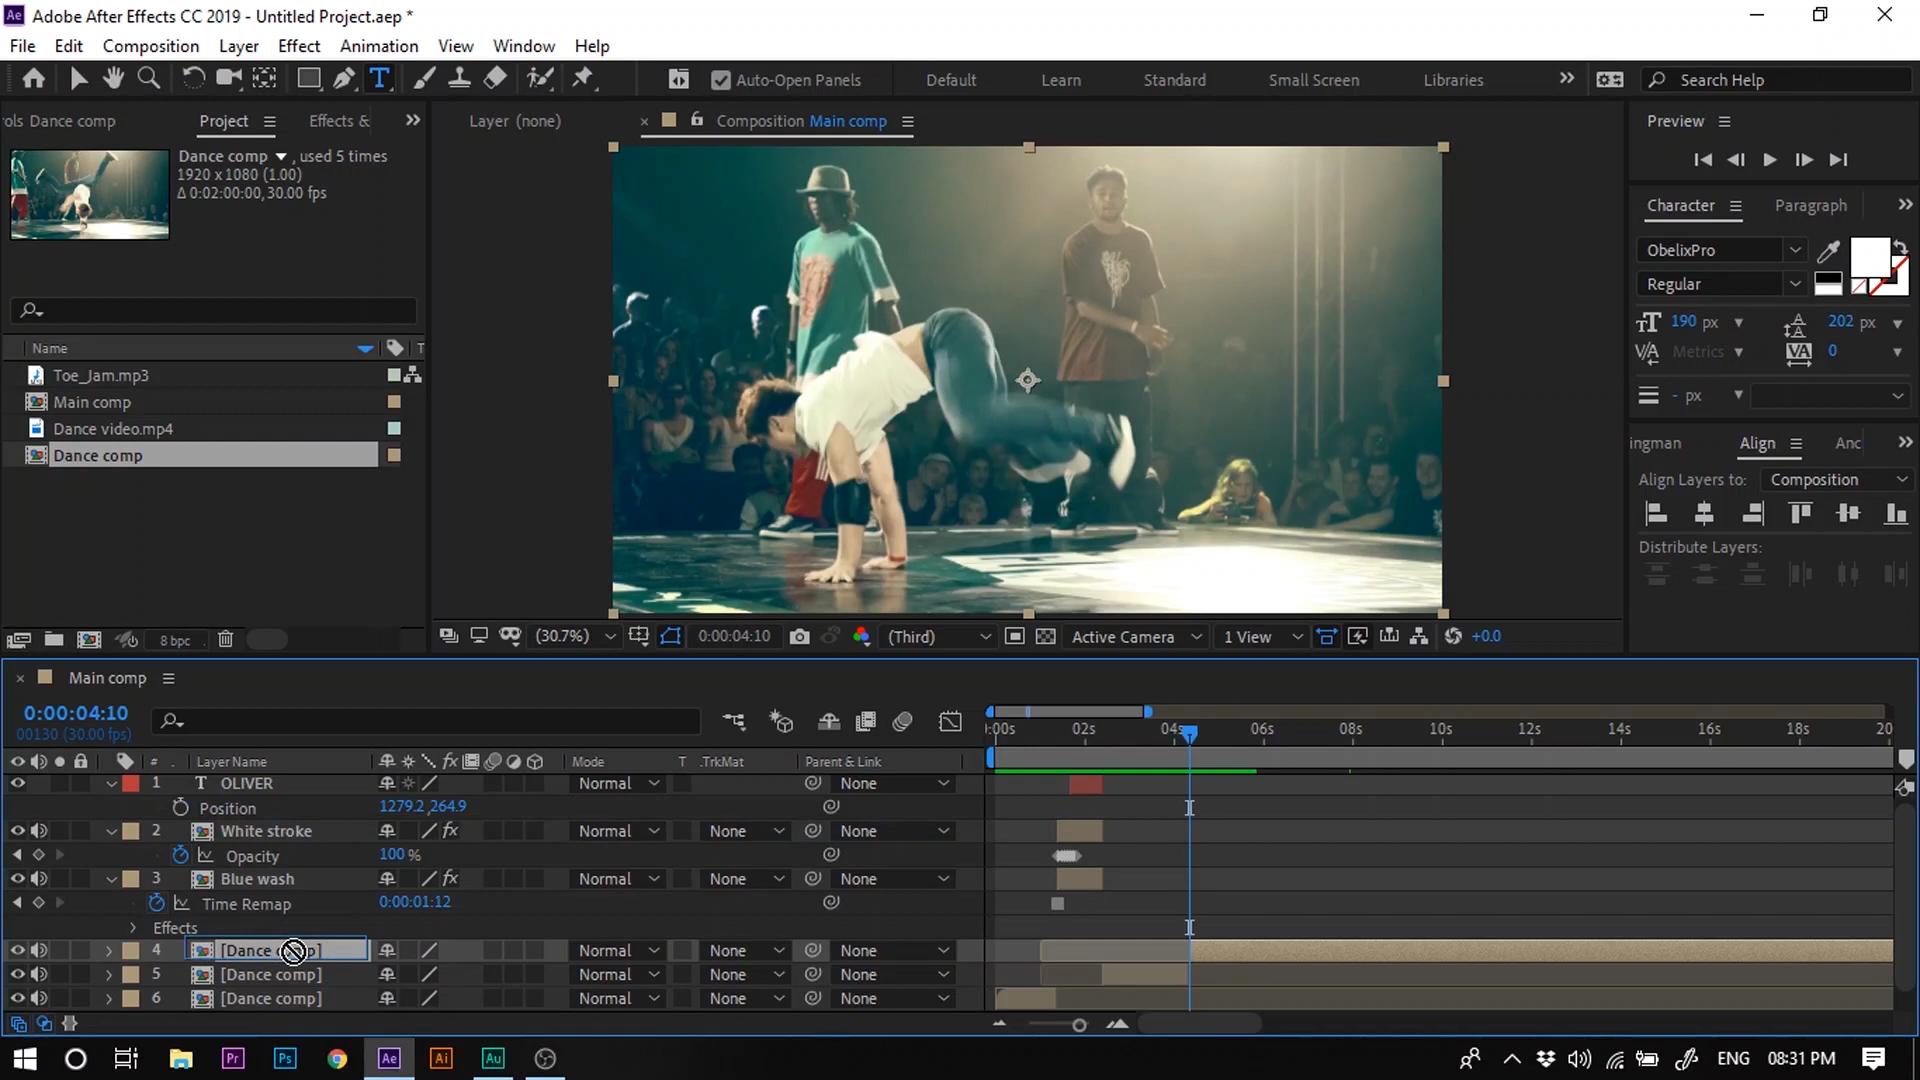 Ae Adobe After Effects CC 2019 - Untitled Project.aep *
File Edit Composition Layer Effect Animation View Window Help
T Auto-Open Panels Default Learn Standard Small Screen Libraries Search Help
ols Dance comp Project Effects & Layer (none) Composition Main comp Preview
Dance comp , used 5 times
1920 x 1080 (1.00)
Δ 0:02:00:00, 30.00 fps
Character Paragraph
ObelixPro
Regular
190 px 202 px
Metrics 0
- px
Name T
Toe_Jam.mp3
Main comp
Dance video.mp4
Dance comp
ingman Align Anc
Align Layers to: Composition
Distribute Layers:
8 bpc (30.7%) 0:00:04:10 (Third) Active Camera 1 View +0.0
Main comp
0:00:04:10
00130 (30.00 fps)
:00s 02s 04s 06s 08s 10s 12s 14s 16s 18s 20
# . Layer Name fx Mode T .TrkMat Parent & Link
1 T OLIVER Normal None
Position 1279.2,264.9
2 White stroke fx Normal None None
Opacity 100 %
3 Blue wash fx Normal None None
Time Remap 0:00:01:12
Effects
4 [Dance comp] Normal None None
5 [Dance comp] Normal None None
6 [Dance comp] Normal None None
Pr Ps Ae Ai Au ENG 08:31 PM